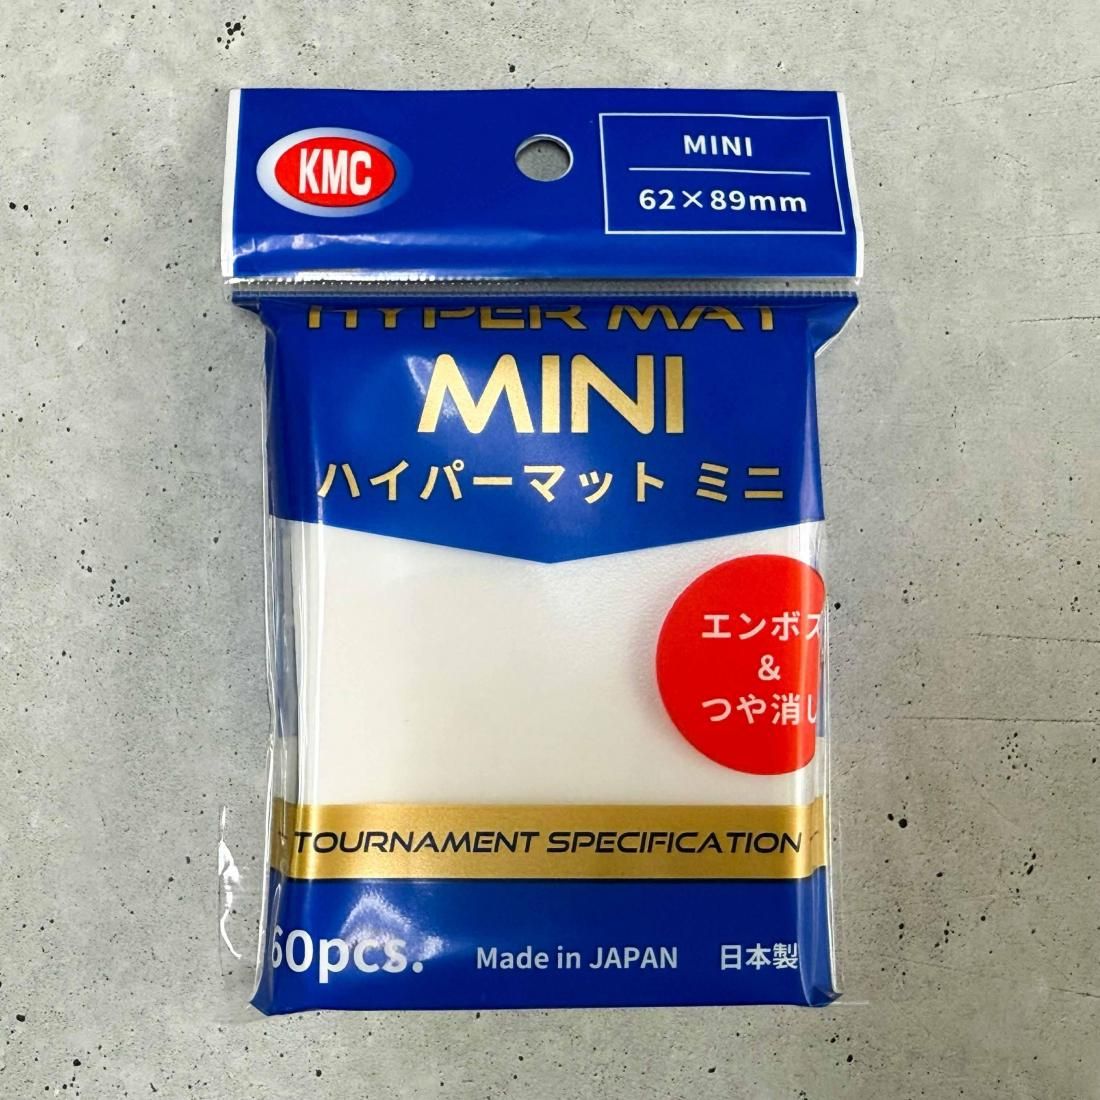 KMC
MINI
62×89mm
HYPER MAT
MINI
ハイパーマット ミニ
エンボス
&
つや消し
TOURNAMENT SPECIFICATION
60pcs.
Made in JAPAN
日本製